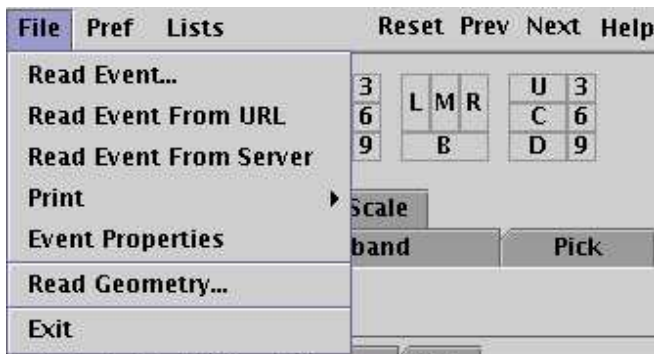 File Pref Lists Reset Prev Next Help
Read Event...
Read Event From URL
Read Event From Server
Print
Event Properties
Read Geometry...
Exit
3 L M R U 3
6 C 6
9 B D 9
Scale
band Pick